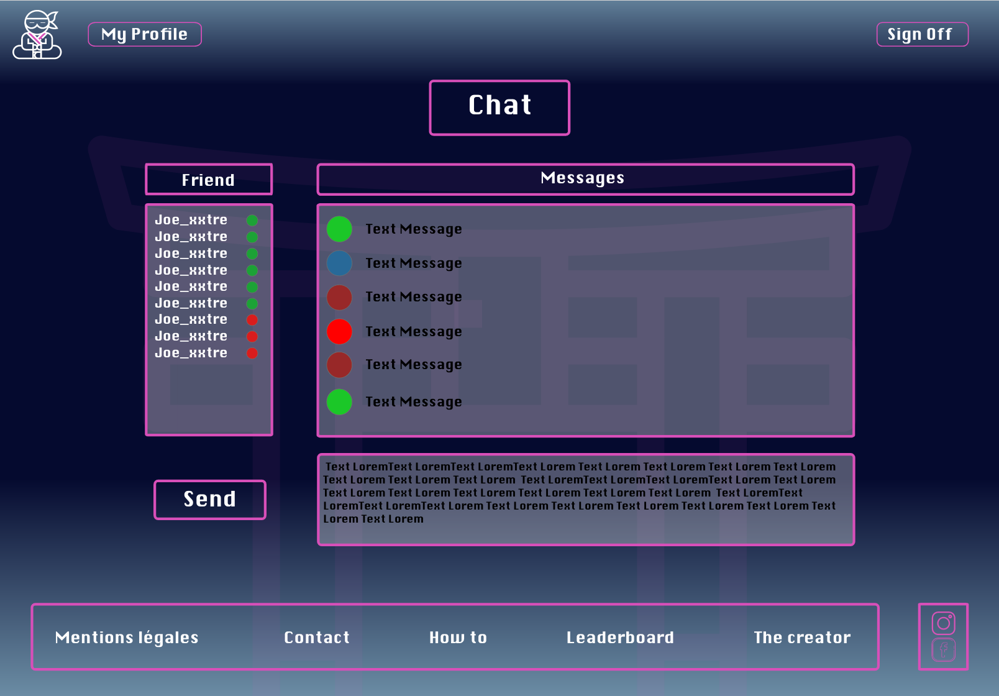 My Profile
Sign Off
Chat
Friend
Messages
Joe_xxtre
Joe_xxtre
Joe_xxtre
Joe_xxtre
Joe_xxtre
Joe_xxtre
Joe_xxtre
Joe_xxtre
Joe_xxtre
Text Message
Text Message
Text Message
Text Message
Text Message
Text Message
Text LoremText LoremText LoremText Lorem Text Lorem Text Lorem Text Lorem Text Lorem
Text Lorem Text Lorem Text Lorem  Text LoremText LoremText LoremText Lorem Text Lorem
Text Lorem Text Lorem Text Lorem Text Lorem Text Lorem Text Lorem  Text LoremText
LoremText LoremText Lorem Text Lorem Text Lorem Text Lorem Text Lorem Text Lorem Text
Lorem Text Lorem
Send
Mentions légales
Contact
How to
Leaderboard
The creator
f